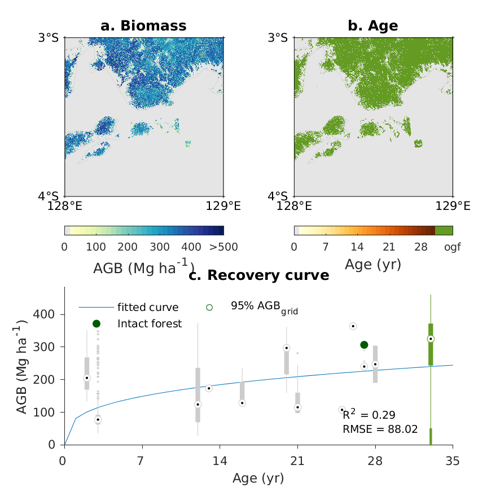 a. Biomass
b. Age
3°S
3°S
4°S
4°S
128°E
129°E
128°E
129°E
0 100 200 300 400 >500
0 7 14 21 28 ogf
AGB (Mg ha⁻¹)
Age (yr)
c. Recovery curve
fitted curve
95% AGB_grid
Intact forest
AGB (Mg ha⁻¹)
400
300
200
100
0
R² = 0.29
RMSE = 88.02
0 7 14 21 28 35
Age (yr)